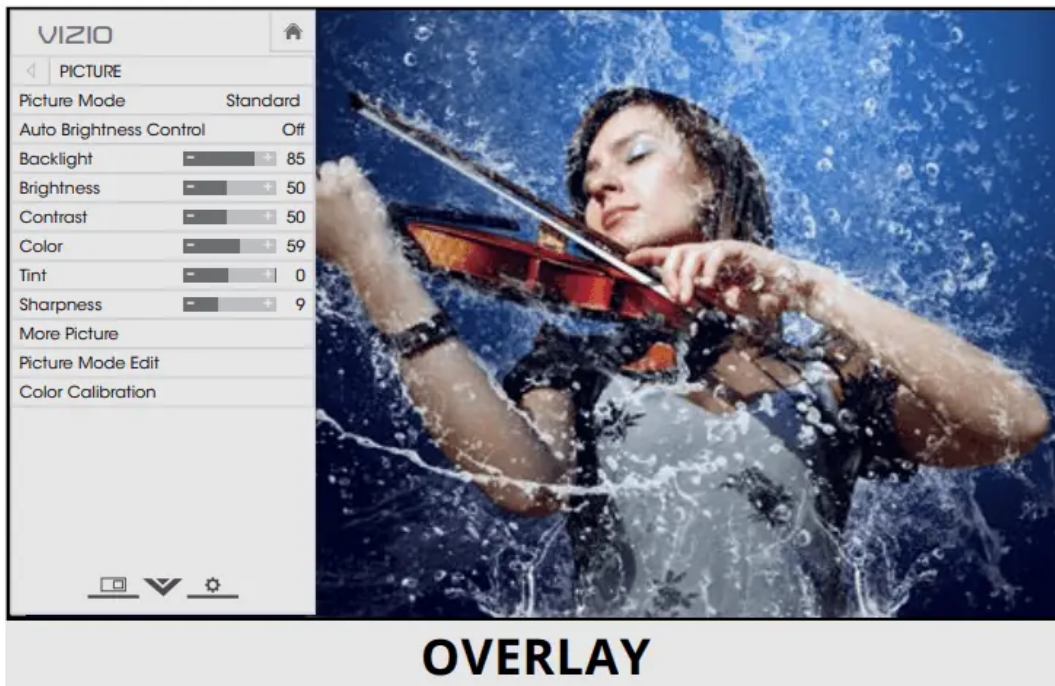 VIZIO
PICTURE
Picture Mode Standard
Auto Brightness Control Off
Backlight 85
Brightness 50
Contrast 50
Color 59
Tint 0
Sharpness 9
More Picture
Picture Mode Edit
Color Calibration
OVERLAY